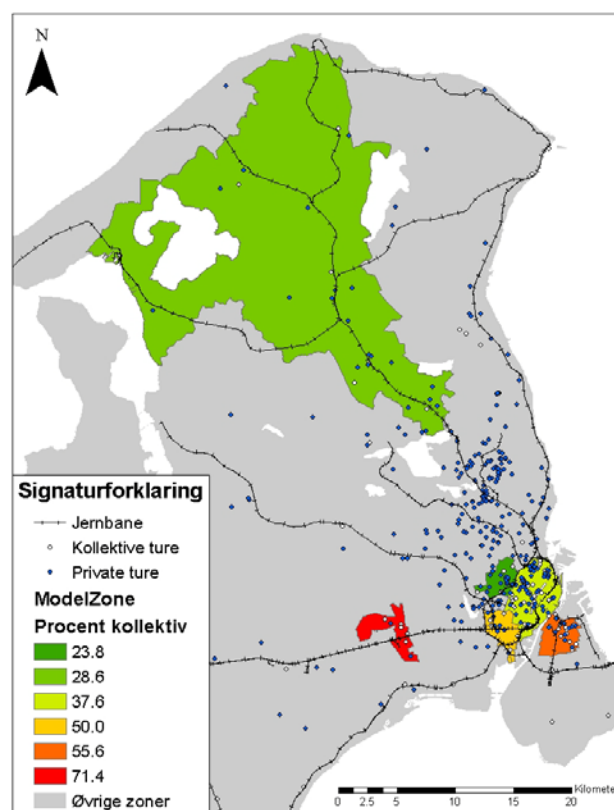 N
Signaturforklaring
Jernbane
Kollektive ture
Private ture
ModelZone
Procent kollektiv
23.8
28.6
37.6
50.0
55.6
71.4
Øvrige zoner
Kilometer
0 2.5 5 10 15 20